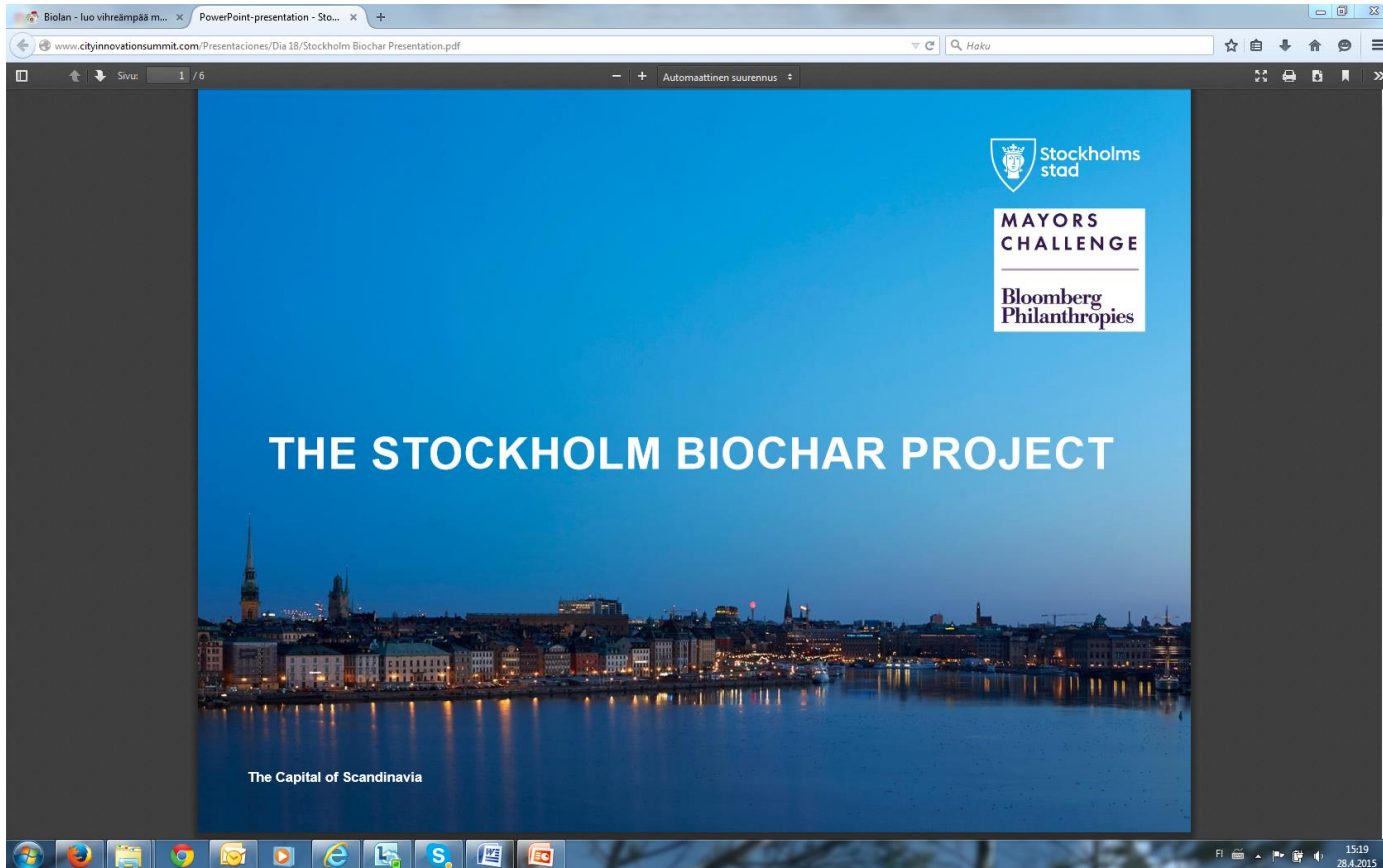 Biolan - luo vihreämpää m...
PowerPoint-presentation - Sto...
www.cityinnovationsummit.com/Presentaciones/Dia 18/Stockholm Biochar Presentation.pdf
Haku
Sivu: 1 / 6
Automaattinen suurennus
Stockholms
stad
MAYORS
CHALLENGE
Bloomberg
Philanthropies
THE STOCKHOLM BIOCHAR PROJECT
The Capital of Scandinavia
FI
15:19
28.4.2015